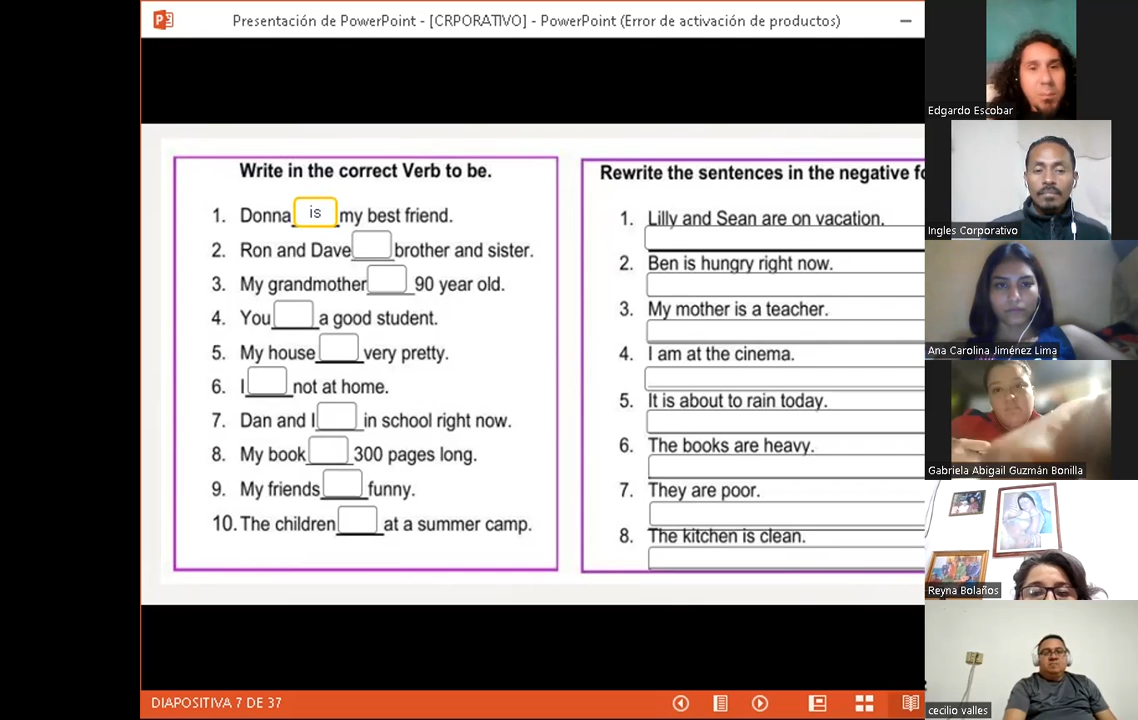 Presentación de PowerPoint - [CRPORATIVO] - PowerPoint (Error de activación de productos)
Write in the correct Verb to be.
1. Donna is my best friend.
2. Ron and Dave brother and sister.
3. My grandmother 90 year old.
4. You a good student.
5. My house very pretty.
6. I not at home.
7. Dan and I in school right now.
8. My book 300 pages long.
9. My friends funny.
10. The children at a summer camp.
Rewrite the sentences in the negative fo
1. Lilly and Sean are on vacation.
2. Ben is hungry right now.
3. My mother is a teacher.
4. I am at the cinema.
5. It is about to rain today.
6. The books are heavy.
7. They are poor.
8. The kitchen is clean.
DIAPOSITIVA 7 DE 37
Edgardo Escobar
Ingles Corporativo
Ana Carolina Jiménez Lima
Gabriela Abigail Guzmán Bonilla
Reyna Bolaños
cecilio valles